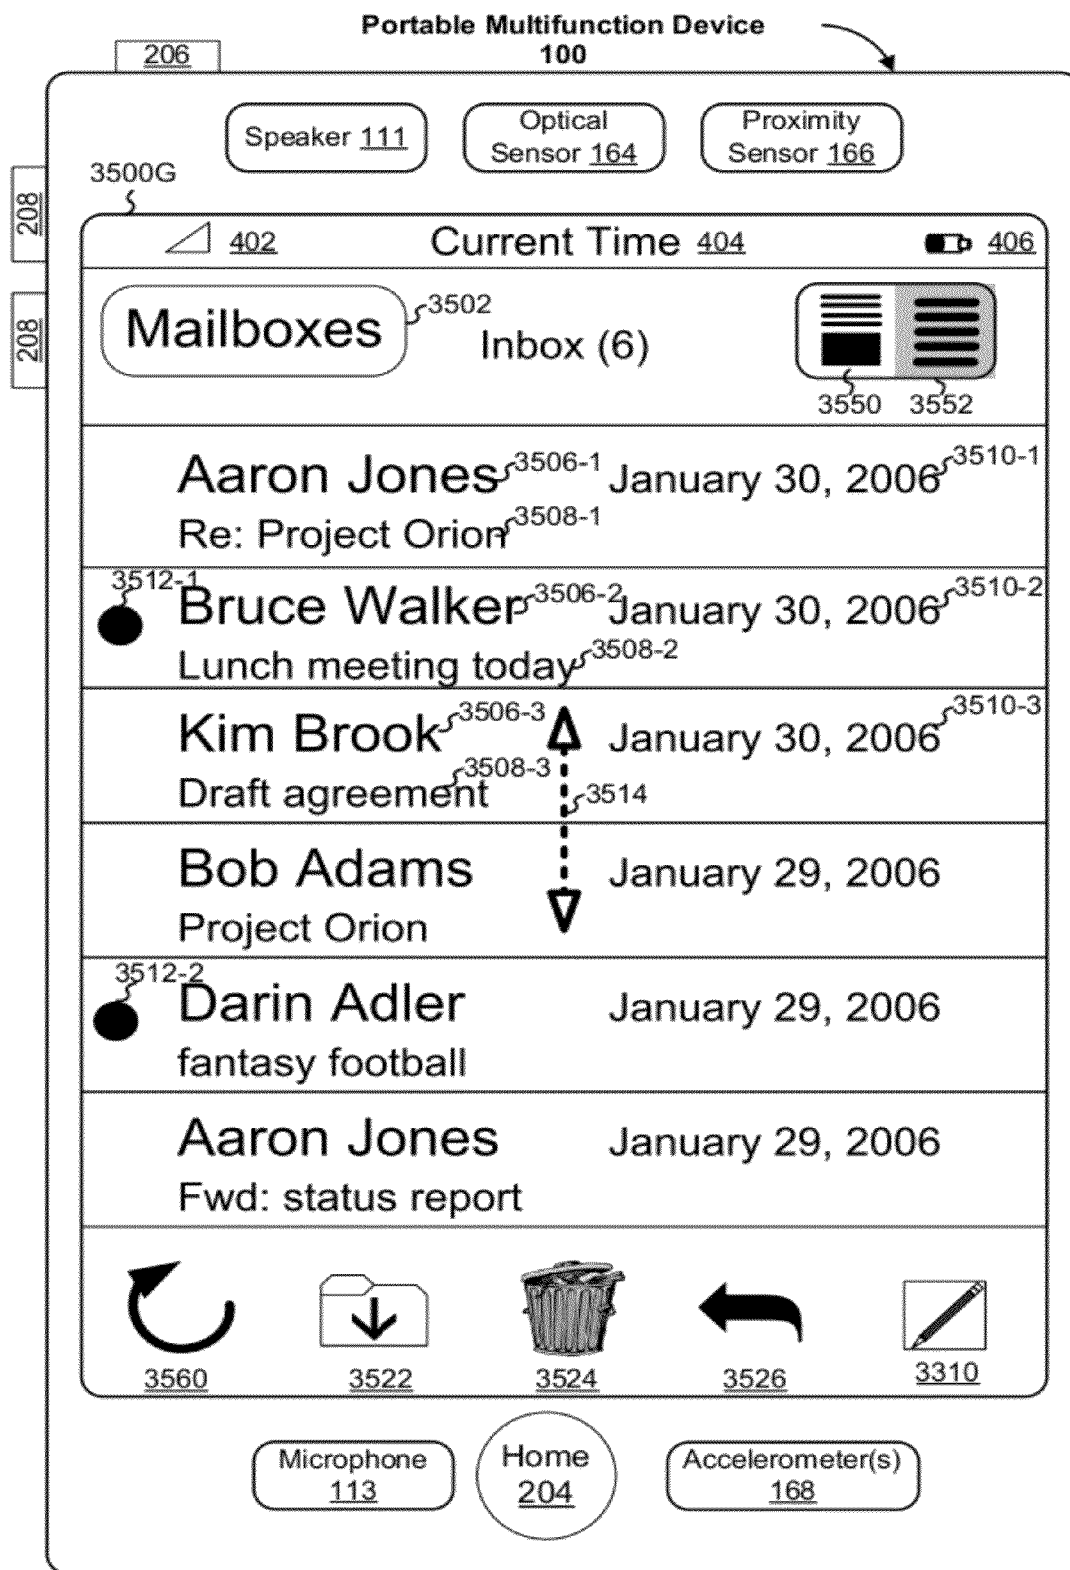 Portable Multifunction Device
100
206
Speaker 111
Optical
Sensor 164
Proximity
Sensor 166
208
208
3500G
402
Current Time 404
406
Mailboxes
3502
Inbox (6)
3550
3552
Aaron Jones 3506-1 January 30, 2006 3510-1
Re: Project Orion 3508-1
3512-1
Bruce Walker 3506-2 January 30, 2006 3510-2
Lunch meeting today 3508-2
Kim Brook 3506-3 January 30, 2006 3510-3
Draft agreement 3508-3
3514
Bob Adams January 29, 2006
Project Orion
3512-2
Darin Adler January 29, 2006
fantasy football
Aaron Jones January 29, 2006
Fwd: status report
3560 3522 3524 3526 3310
Microphone
113
Home
204
Accelerometer(s)
168